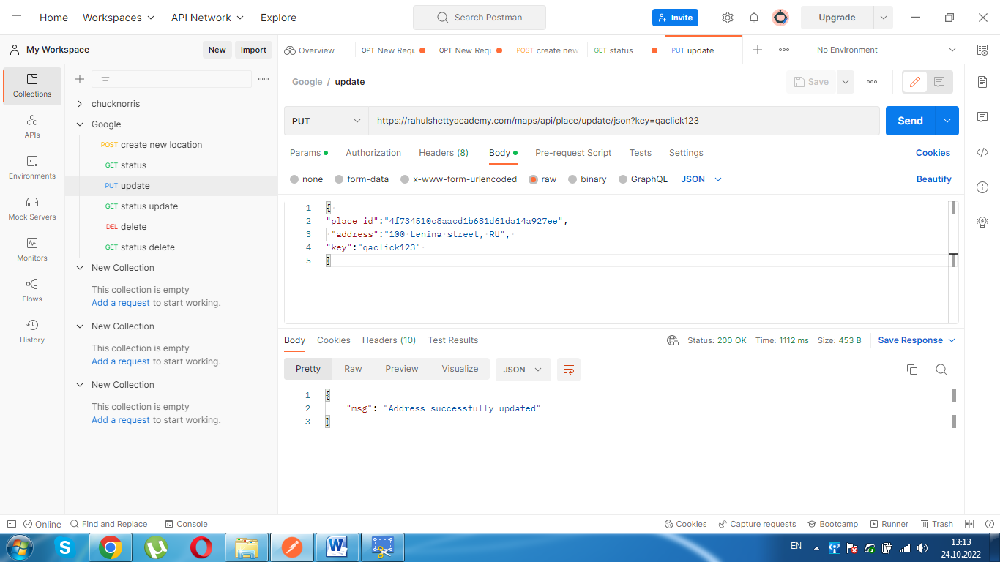 Home Workspaces API Network Explore Search Postman Invite Upgrade
My Workspace New Import
Overview OPT New Requ OPT New Requ POST create new GET status PUT update No Environment
Collections
APIs
Environments
Mock Servers
Monitors
Flows
History
chucknorris
Google
POST create new location
GET status
PUT update
GET status update
DEL delete
GET status delete
New Collection
This collection is empty
Add a request to start working.
New Collection
This collection is empty
Add a request to start working.
New Collection
This collection is empty
Add a request to start working.
Google / update Save
PUT https://rahulshettyacademy.com/maps/api/place/update/json?key=qaclick123 Send
Params Authorization Headers (8) Body Pre-request Script Tests Settings Cookies
none form-data x-www-form-urlencoded raw binary GraphQL JSON Beautify
1 {
2 "place_id":"4f734510c8aacd1b681d61da14a927ee",
3 "address":"100 Lenina street, RU",
4 "key":"qaclick123"
5 }
Body Cookies Headers (10) Test Results Status: 200 OK Time: 1112 ms Size: 453 B Save Response
Pretty Raw Preview Visualize JSON
1 {
2 "msg": "Address successfully updated"
3 }
Online Find and Replace Console Cookies Capture requests Bootcamp Runner Trash
EN 13:13
24.10.2022